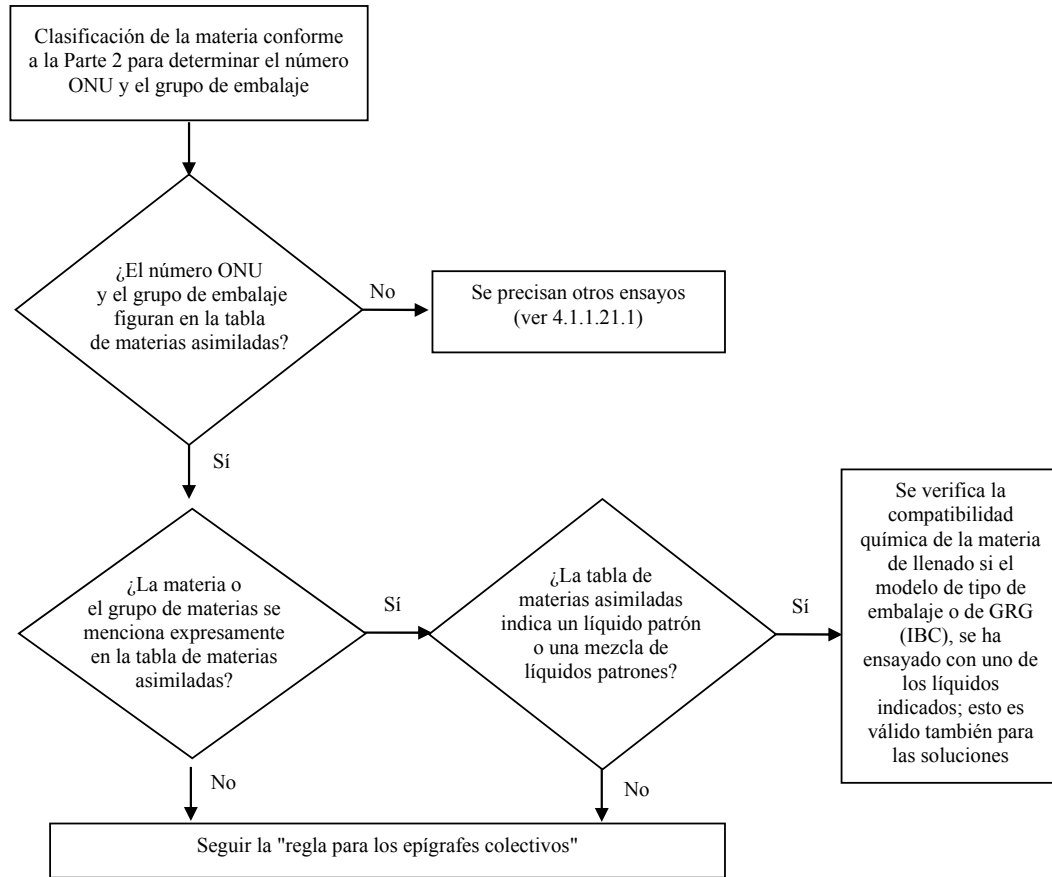 Clasificación de la materia conforme
a la Parte 2 para determinar el número
ONU y el grupo de embalaje
¿El número ONU
y el grupo de embalaje
figuran en la tabla
de materias asimiladas?
No
Se precisan otros ensayos
(ver 4.1.1.21.1)
Sí
¿La materia o
el grupo de materias se
menciona expresamente
en la tabla de materias
asimiladas?
Sí
¿La tabla de
materias asimiladas
indica un líquido patrón
o una mezcla de
líquidos patrones?
Sí
Se verifica la
compatibilidad
química de la materia
de llenado si el
modelo de tipo de
embalaje o de GRG
(IBC), se ha
ensayado con uno de
los líquidos
indicados; esto es
válido también para
las soluciones
No
No
Seguir la "regla para los epígrafes colectivos"